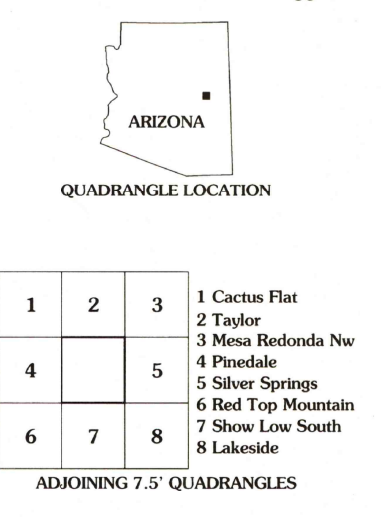 ARIZONA
QUADRANGLE LOCATION
1 2 3
4 5
6 7 8
1 Cactus Flat
2 Taylor
3 Mesa Redonda Nw
4 Pinedale
5 Silver Springs
6 Red Top Mountain
7 Show Low South
8 Lakeside
ADJOINING 7.5' QUADRANGLES